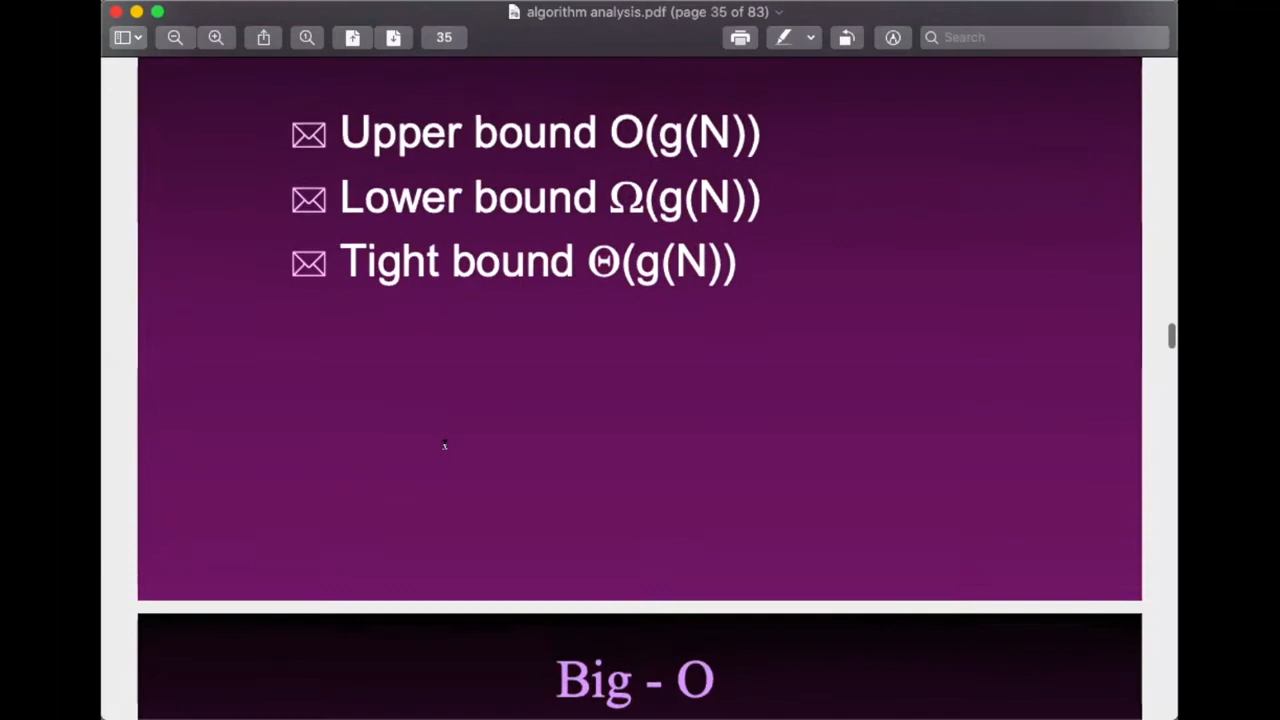 algorithm analysis.pdf (page 35 of 83)
35
Search
Upper bound O(g(N))
Lower bound Ω(g(N))
Tight bound Θ(g(N))
Big - O